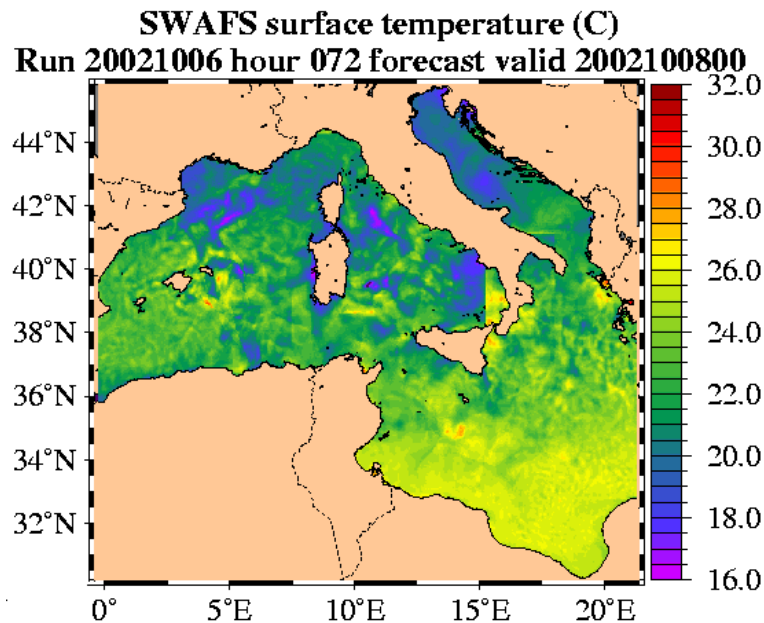 SWAFS surface temperature (C)
Run 20021006 hour 072 forecast valid 2002100800
32.0
44°N
30.0
42°N
28.0
40°N
26.0
38°N
24.0
36°N
22.0
34°N
20.0
32°N
18.0
16.0
0° 5°E 10°E 15°E 20°E